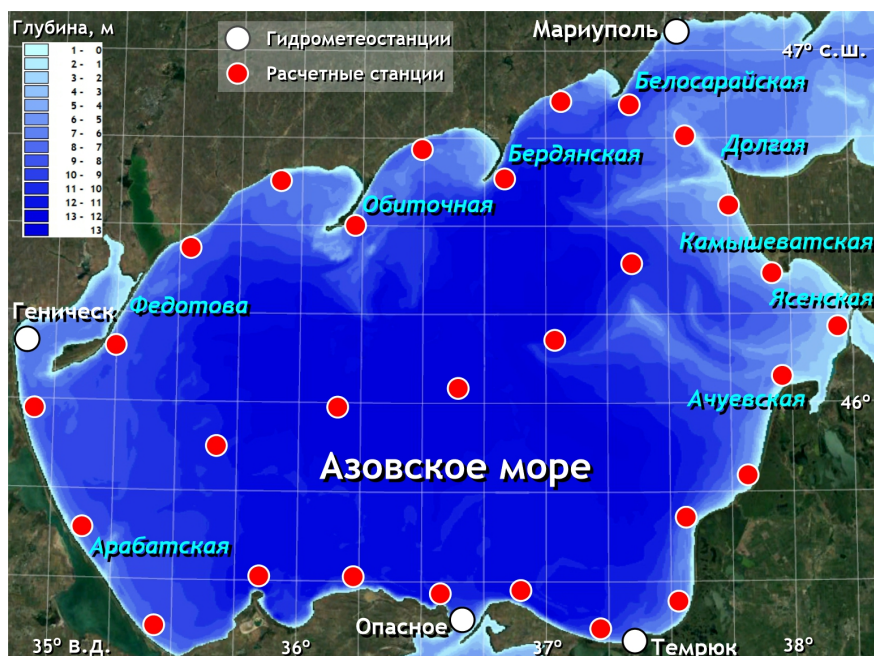 Глубина, м
1 - 0
2 - 1
3 - 2
4 - 3
5 - 4
6 - 5
7 - 6
8 - 7
9 - 8
10 - 9
11 - 10
12 - 11
13 - 12
13
Гидрометеостанции
Расчетные станции
Мариуполь
47° с.ш.
Белосарайская
Долгая
Бердянская
Обиточная
Камышеватская
Ясенская
Федотова
Геническ
Ачуевская
46°
Азовское море
Арабатская
Опасное
Темрюк
35° в.д.
36°
37°
38°